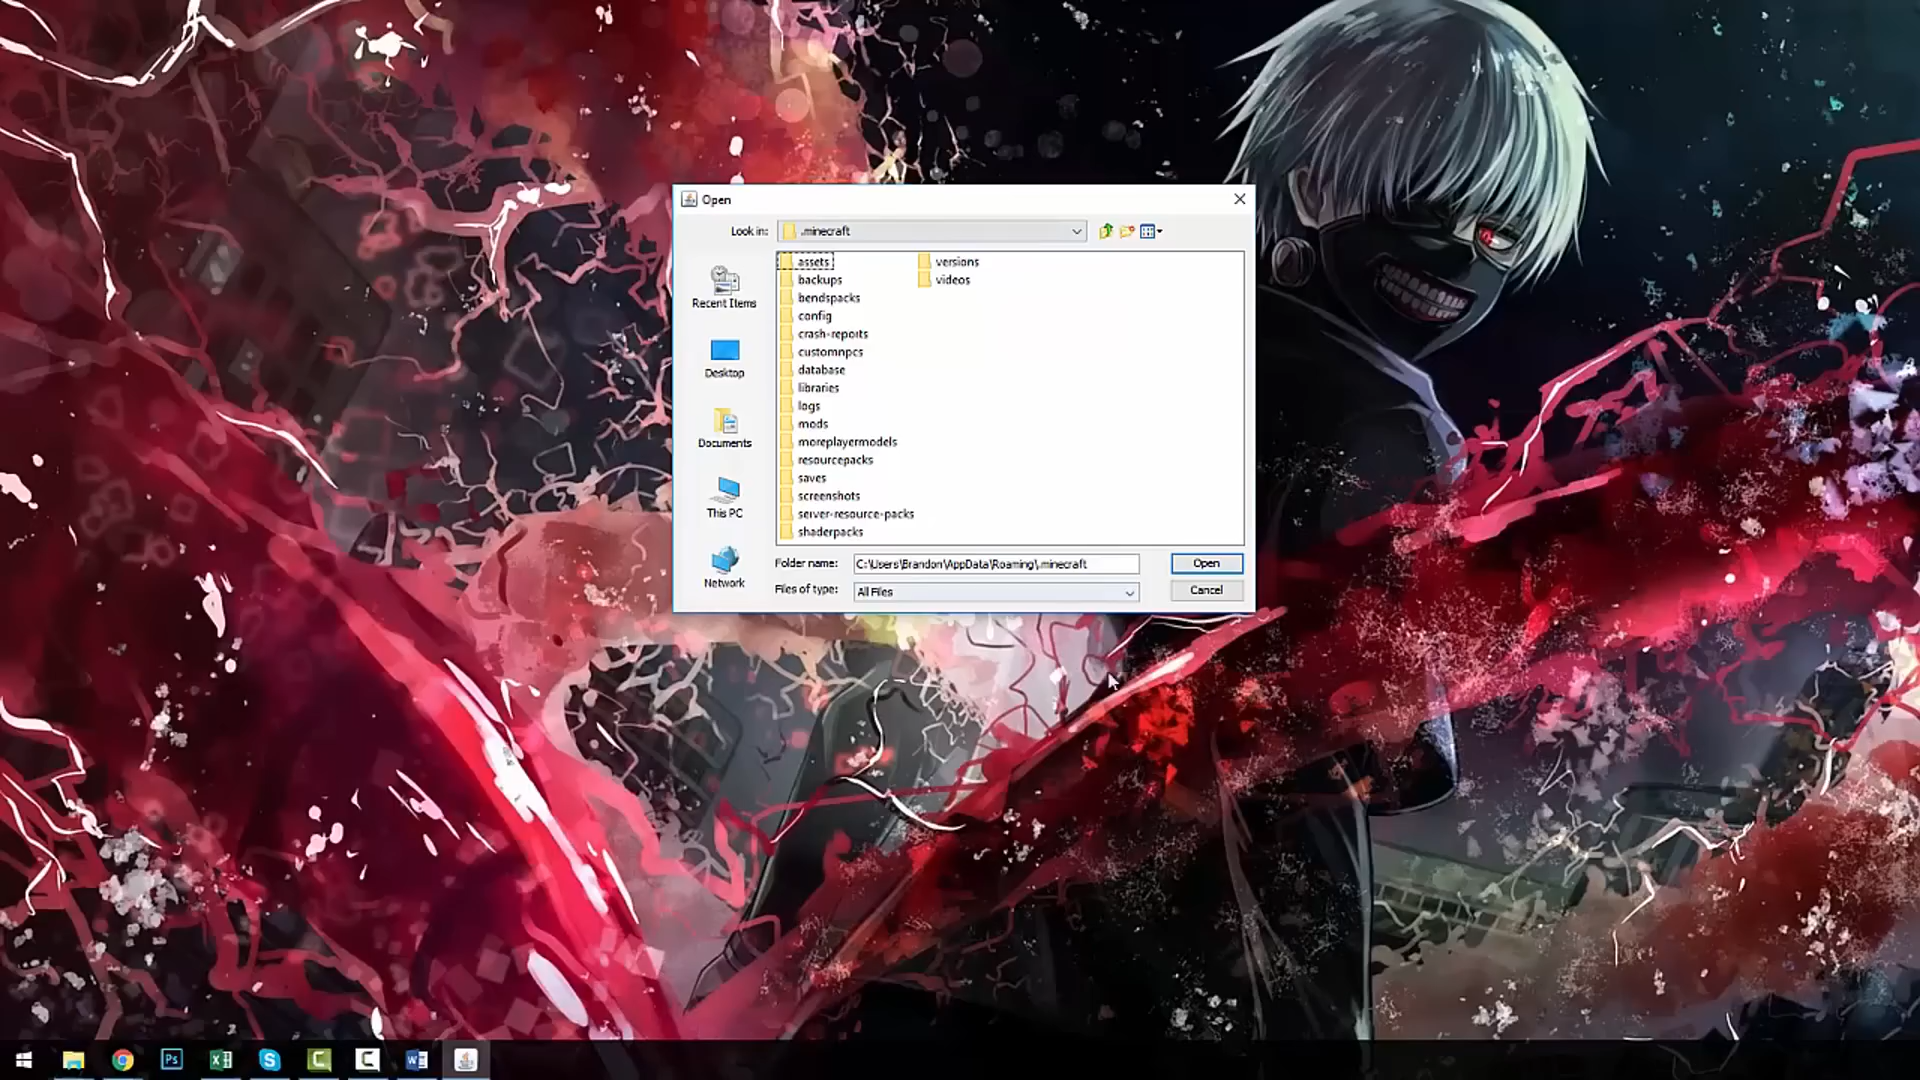 Open
Look in: .minecraft
Recent Items
Desktop
Documents
This PC
Network
assets
backups
bendspacks
config
crash-reports
customnpcs
database
libraries
logs
mods
moreplayermodels
resourcepacks
saves
screenshots
server-resource-packs
shaderpacks
versions
videos
Folder name: C:\Users\Brandon\AppData\Roaming\.minecraft
Open
Files of type: All Files
Cancel
Ps